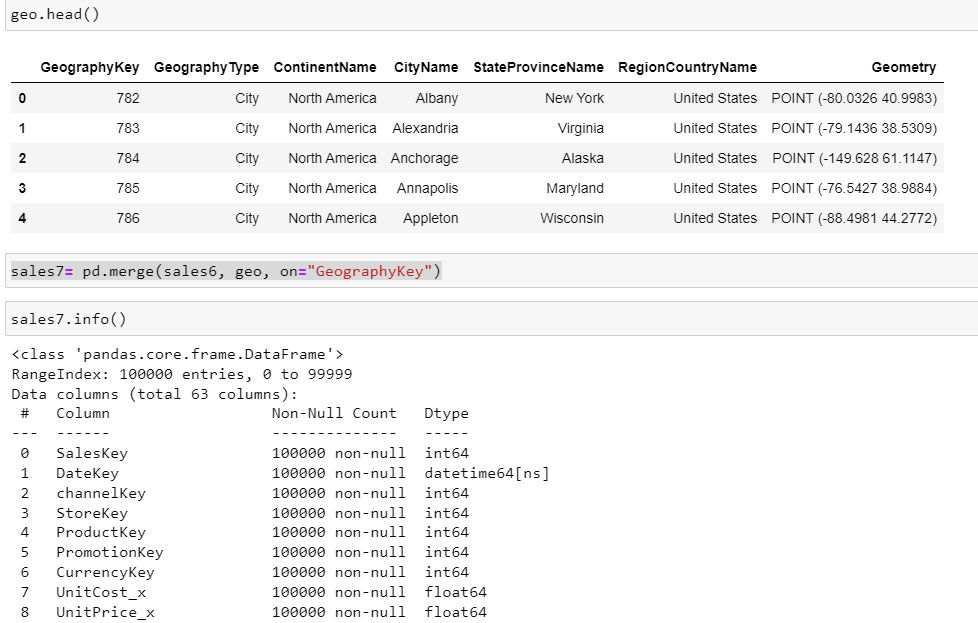 geo.head()
GeographyKey GeographyType ContinentName CityName StateProvinceName RegionCountryName Geometry
0 782 City North America Albany New York United States POINT (-80.0326 40.9983)
1 783 City North America Alexandria Virginia United States POINT (-79.1436 38.5309)
2 784 City North America Anchorage Alaska United States POINT (-149.628 61.1147)
3 785 City North America Annapolis Maryland United States POINT (-76.5427 38.9884)
4 786 City North America Appleton Wisconsin United States POINT (-88.4981 44.2772)
sales7= pd.merge(sales6, geo, on="GeographyKey")
sales7.info()
<class 'pandas.core.frame.DataFrame'>
RangeIndex: 100000 entries, 0 to 99999
Data columns (total 63 columns):
# Column Non-Null Count Dtype
--- ------ -------------- -----
0 SalesKey 100000 non-null int64
1 DateKey 100000 non-null datetime64[ns]
2 channelKey 100000 non-null int64
3 StoreKey 100000 non-null int64
4 ProductKey 100000 non-null int64
5 PromotionKey 100000 non-null int64
6 CurrencyKey 100000 non-null int64
7 UnitCost_x 100000 non-null float64
8 UnitPrice_x 100000 non-null float64